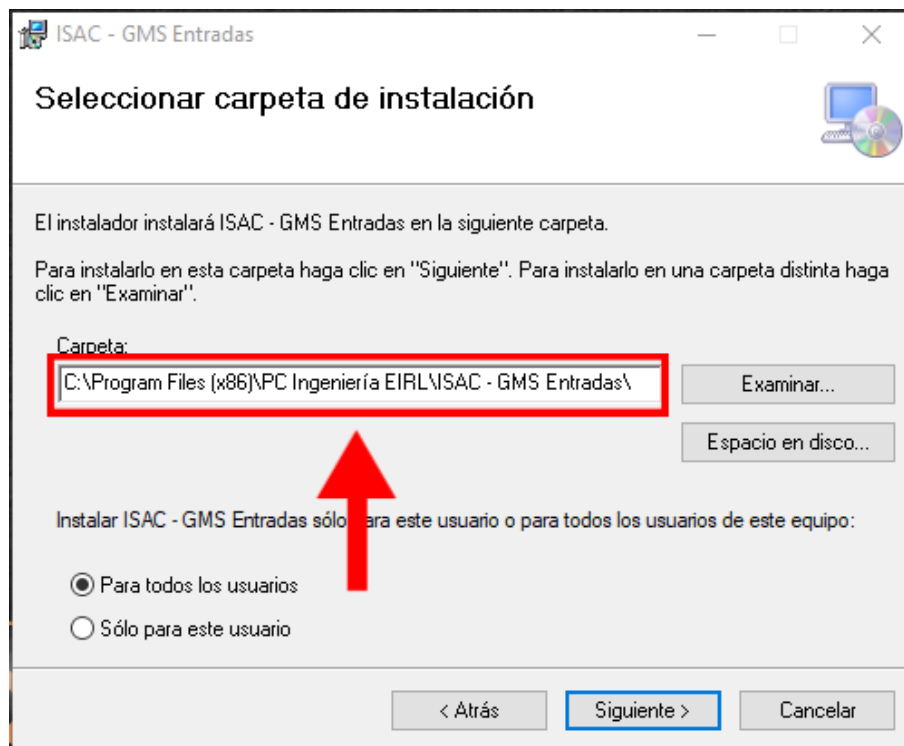 ISAC - GMS Entradas
Seleccionar carpeta de instalación
El instalador instalará ISAC - GMS Entradas en la siguiente carpeta.
Para instalarlo en esta carpeta haga clic en "Siguiente". Para instalarlo en una carpeta distinta haga
clic en "Examinar".
Carpeta:
C:\Program Files (x86)\PC Ingeniería EIRL\ISAC - GMS Entradas\
Examinar...
Espacio en disco...
Instalar ISAC - GMS Entradas sólo para este usuario o para todos los usuarios de este equipo:
Para todos los usuarios
Sólo para este usuario
< Atrás
Siguiente >
Cancelar